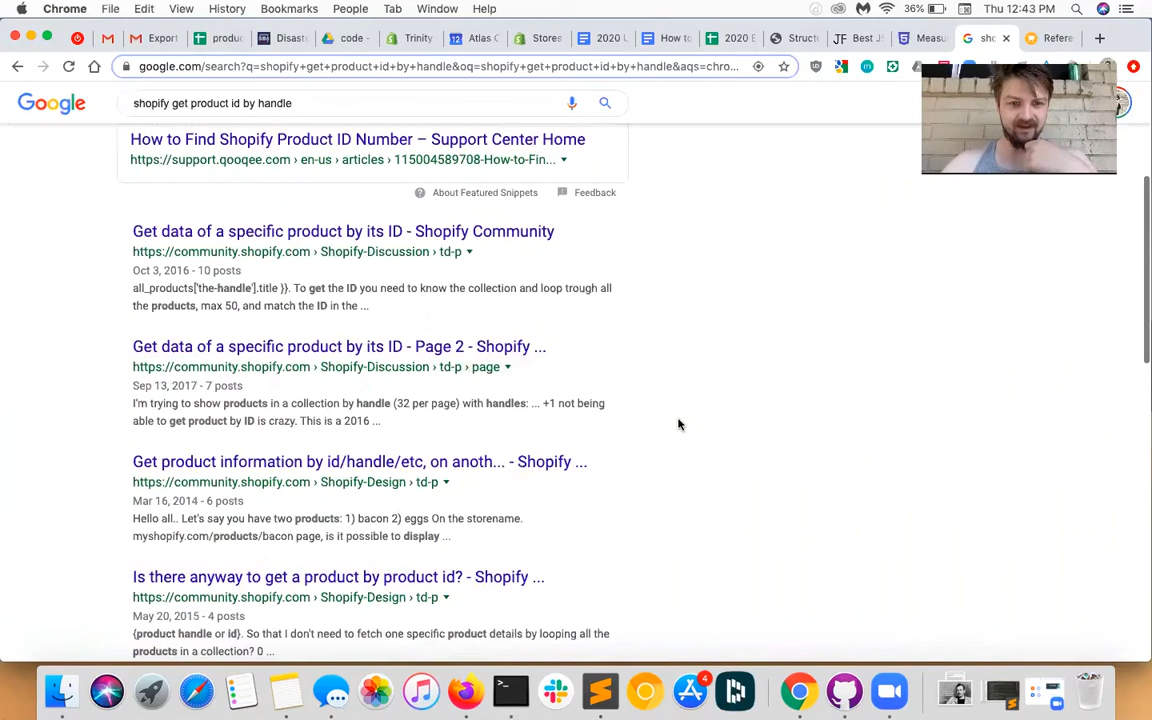 Chrome File Edit View History Bookmarks People Tab Window Help 36% Thu 12:43 PM
Export produc Disast code - Trinity 12 Atlas C Stores 2020 How to 2020 E Struct JF Best J Meas sho Refere
google.com/search?q=shopify+get+product+id+by+handle&oq=shopify+get+product+id+by+handle&aqs=chro...
Google shopify get product id by handle
How to Find Shopify Product ID Number – Support Center Home
https://support.qooqee.com › en-us › articles › 115004589708-How-to-Fin...
About Featured Snippets Feedback
Get data of a specific product by its ID - Shopify Community
https://community.shopify.com › Shopify-Discussion › td-p
Oct 3, 2016 - 10 posts
all_products['the-handle'].title }}. To get the ID you need to know the collection and loop trough all
the products, max 50, and match the ID in the ...
Get data of a specific product by its ID - Page 2 - Shopify ...
https://community.shopify.com › Shopify-Discussion › td-p › page
Sep 13, 2017 - 7 posts
I'm trying to show products in a collection by handle (32 per page) with handles: ... +1 not being
able to get product by ID is crazy. This is a 2016 ...
Get product information by id/handle/etc, on anoth... - Shopify ...
https://community.shopify.com › Shopify-Design › td-p
Mar 16, 2014 - 6 posts
Hello all.. Let's say you have two products: 1) bacon 2) eggs On the storename.
myshopify.com/products/bacon page, is it possible to display ...
Is there anyway to get a product by product id? - Shopify ...
https://community.shopify.com › Shopify-Design › td-p
May 20, 2015 - 4 posts
{product handle or id}. So that I don't need to fetch one specific product details by looping all the
products in a collection? 0 ...
4